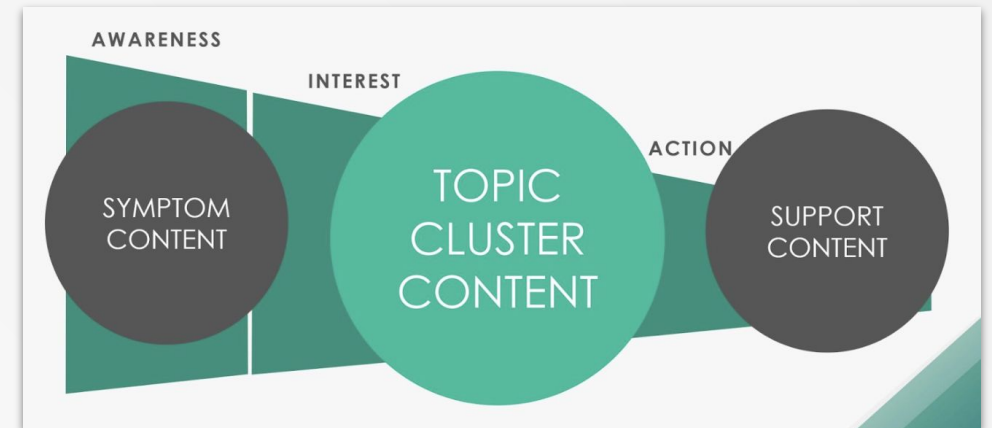 AWARENESS
INTEREST
ACTION
SYMPTOM
CONTENT
TOPIC
CLUSTER
CONTENT
SUPPORT
CONTENT